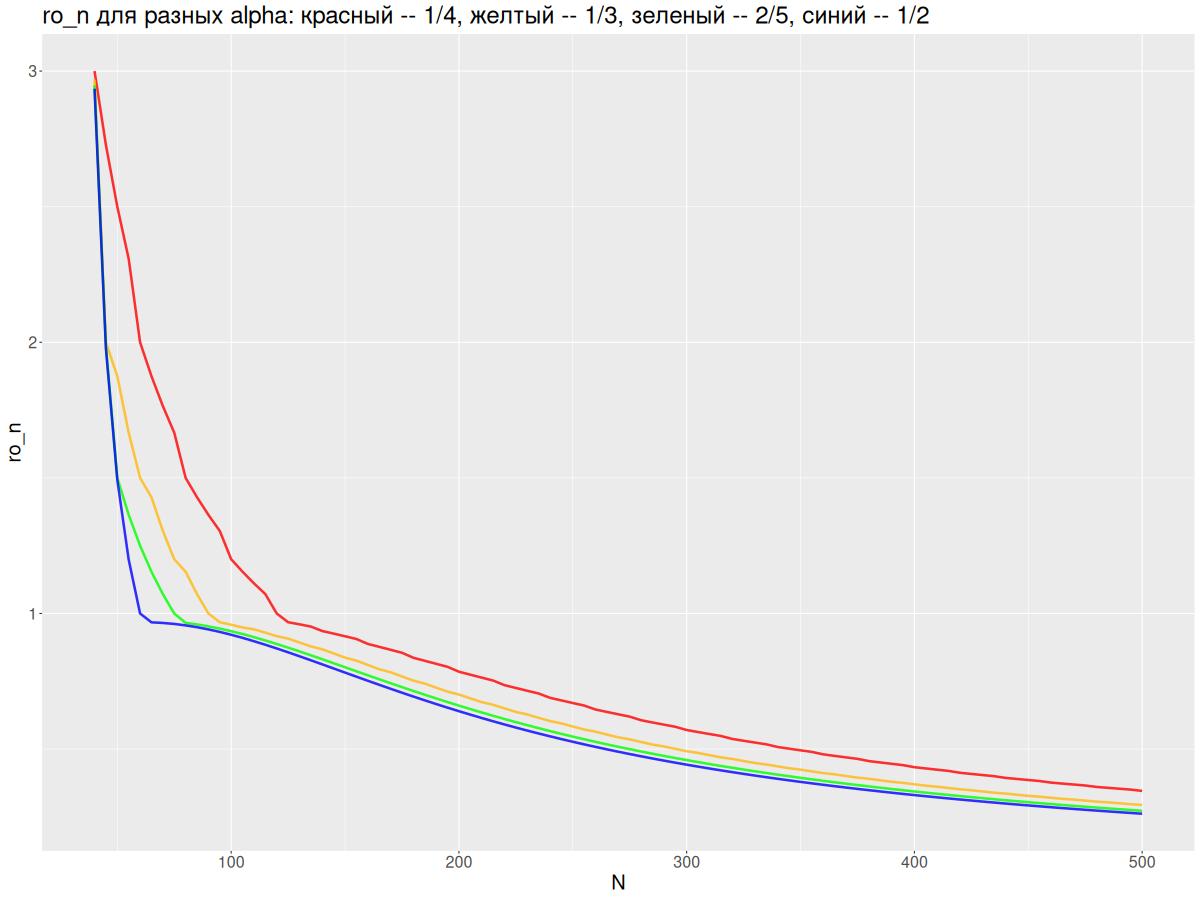 ro_n для разных alpha: красный -- 1/4, желтый -- 1/3, зеленый -- 2/5, синий -- 1/2
3
2
1
ro_n
100 200 300 400 500
N